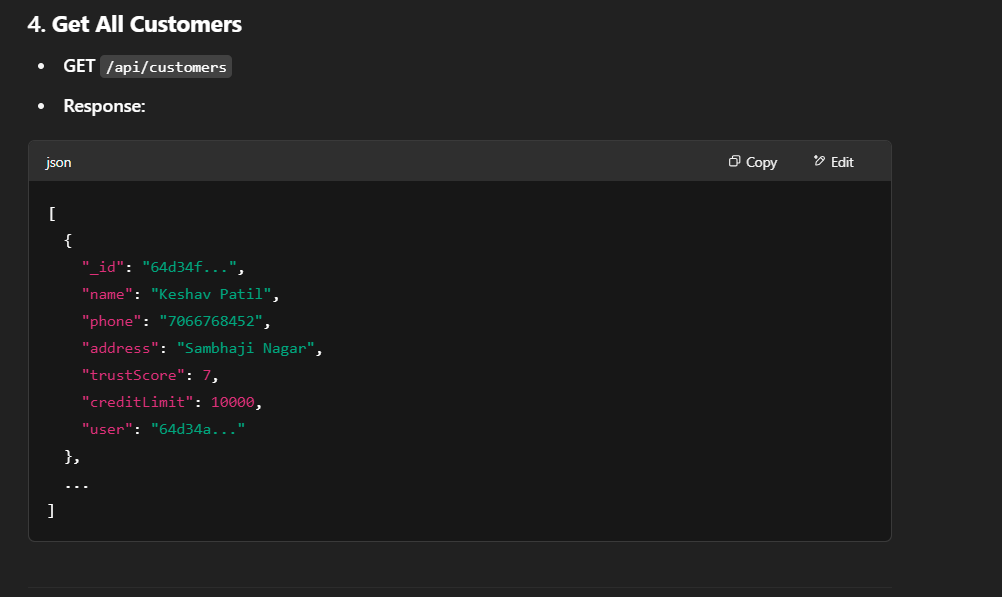 4. Get All Customers
• GET /api/customers
• Response:
json Copy Edit
[
  {
    "_id": "64d34f...",
    "name": "Keshav Patil",
    "phone": "7066768452",
    "address": "Sambhaji Nagar",
    "trustScore": 7,
    "creditLimit": 10000,
    "user": "64d34a..."
  },
  ...
]